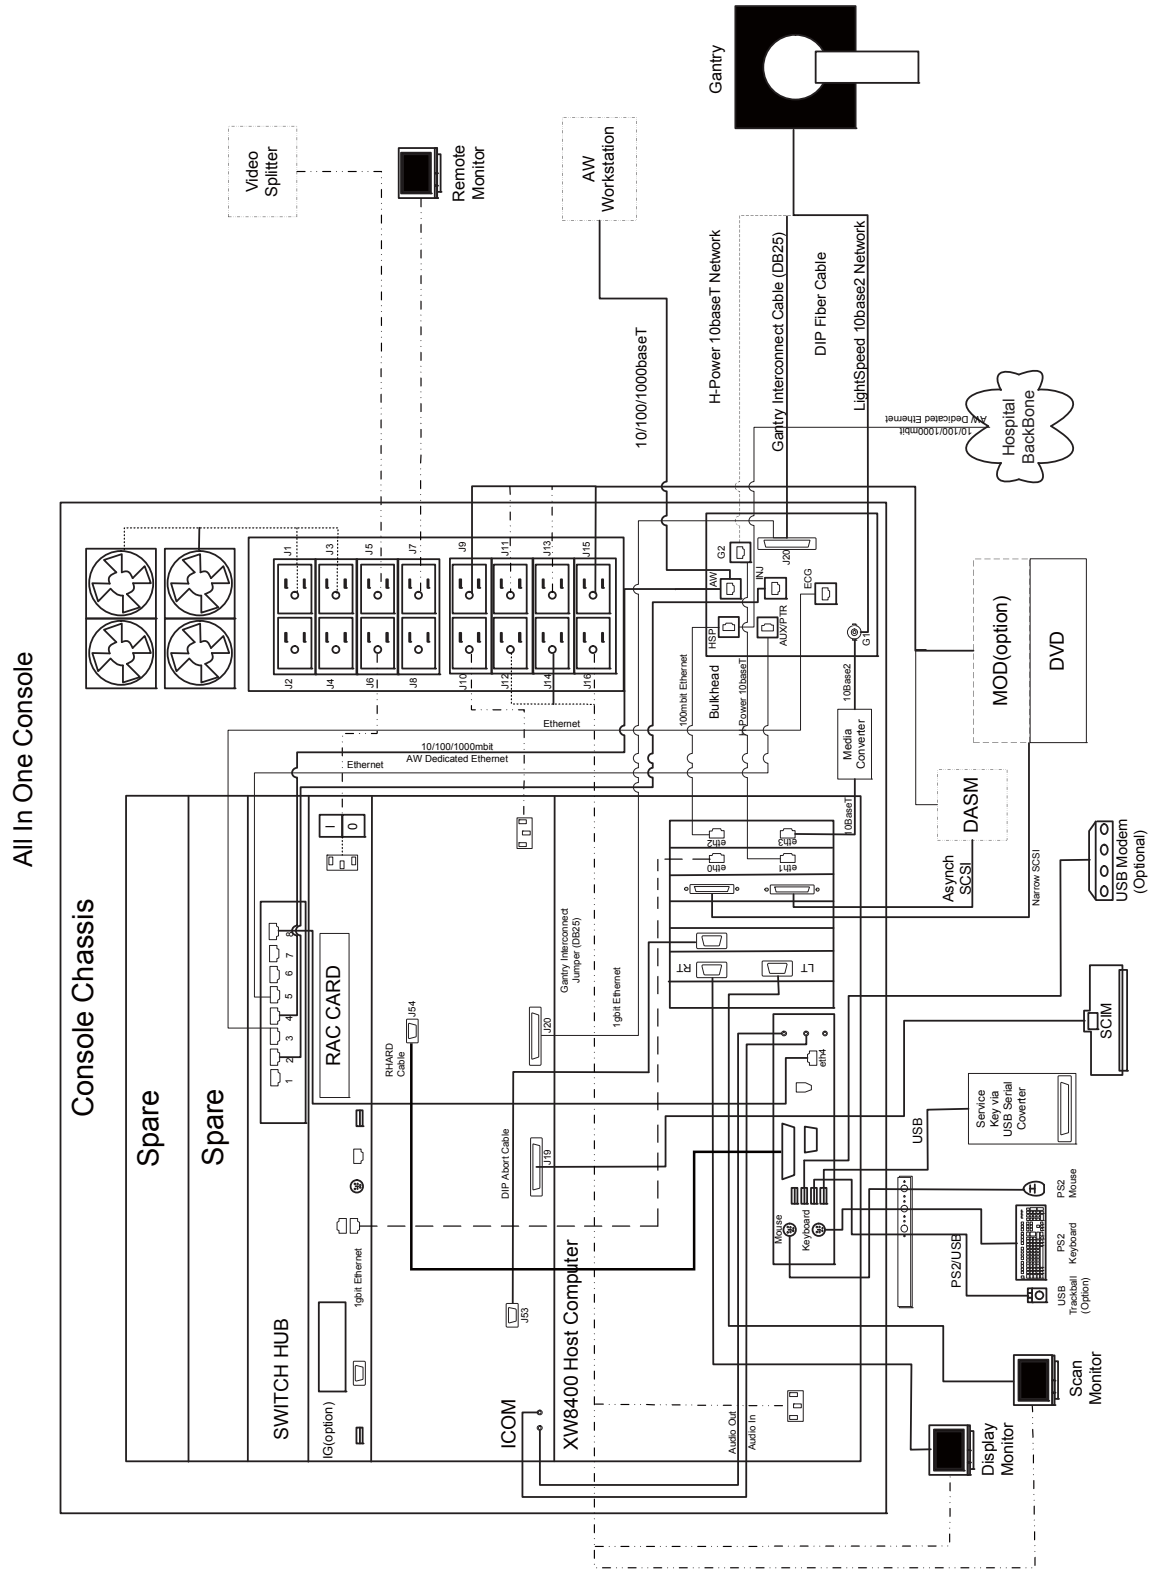 All In One Console
Console Chassis
Spare
Spare
SWITCH HUB
1
2
3
4
5
6
7
8
RAC CARD
I
0
IG(option)
1gbit Ethernet
ICOM
J53
DIP Abort Cable
J19
RHARD
Cable
J54
J20
Gantry Interconnect
Jumper (DB25)
XW8400 Host Computer
1gbit Ethernet
Audio Out
Audio In
Mouse
Keyboard
eth4
RT
LT
eth0
eth1
eth2
eth3
Ethernet
Ethernet
10/100/1000mbit
AW Dedicated Ethernet
J1
J3
J5
J7
J9
J11
J13
J15
J2
J4
J6
J8
J10
J12
J14
J16
100mbit Ethernet
Bulkhead
H-Power 10baseT
10Base2
10BaseT
Media
Converter
HSP
AW
G2
AUX/PTR
INJ
J20
ECG
G1
Video
Splitter
Remote
Monitor
AW
Workstation
Gantry
10/100/1000baseT
H-Power 10baseT Network
Gantry Interconnect Cable (DB25)
DIP Fiber Cable
LightSpeed 10base2 Network
10/100/1000mbit
AW Dedicated Ethernet
Hospital
BackBone
MOD(option)
DVD
DASM
Asynch
SCSI
Narrow SCSI
USB Modem
(Optional)
SCIM
Service
Key via
USB Serial
Coverter
USB
PS2/USB
PS2
Mouse
PS2
Keyboard
USB
Trackball
(Option)
Scan
Monitor
Display
Monitor